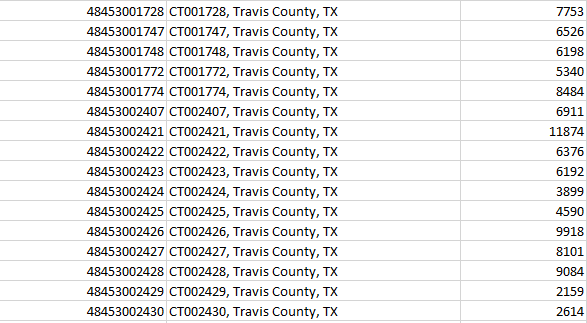 48453001728 CT001728, Travis County, TX 7753
48453001747 CT001747, Travis County, TX 6526
48453001748 CT001748, Travis County, TX 6198
48453001772 CT001772, Travis County, TX 5340
48453001774 CT001774, Travis County, TX 8484
48453002407 CT002407, Travis County, TX 6911
48453002421 CT002421, Travis County, TX 11874
48453002422 CT002422, Travis County, TX 6376
48453002423 CT002423, Travis County, TX 6192
48453002424 CT002424, Travis County, TX 3899
48453002425 CT002425, Travis County, TX 4590
48453002426 CT002426, Travis County, TX 9918
48453002427 CT002427, Travis County, TX 8101
48453002428 CT002428, Travis County, TX 9084
48453002429 CT002429, Travis County, TX 2159
48453002430 CT002430, Travis County, TX 2614